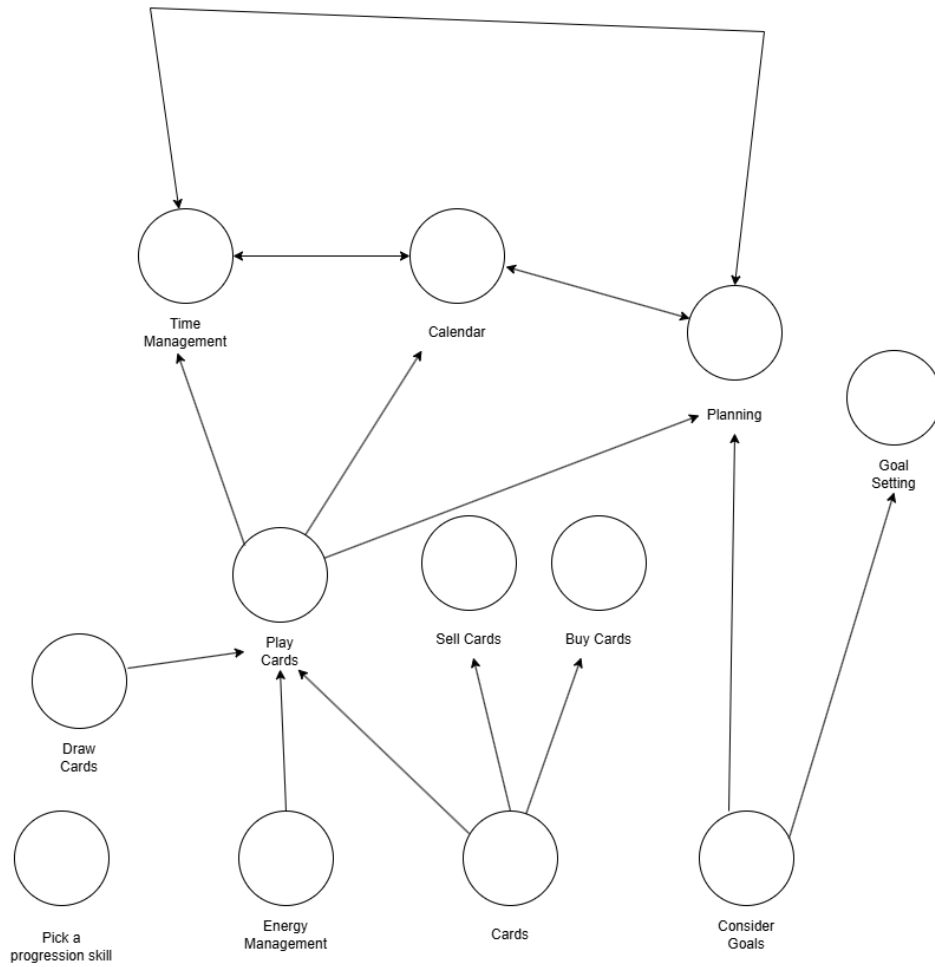 Time
Management
Calendar
Planning
Goal
Setting
Play
Cards
Sell Cards
Buy Cards
Draw
Cards
Pick a
progression skill
Energy
Management
Cards
Consider
Goals